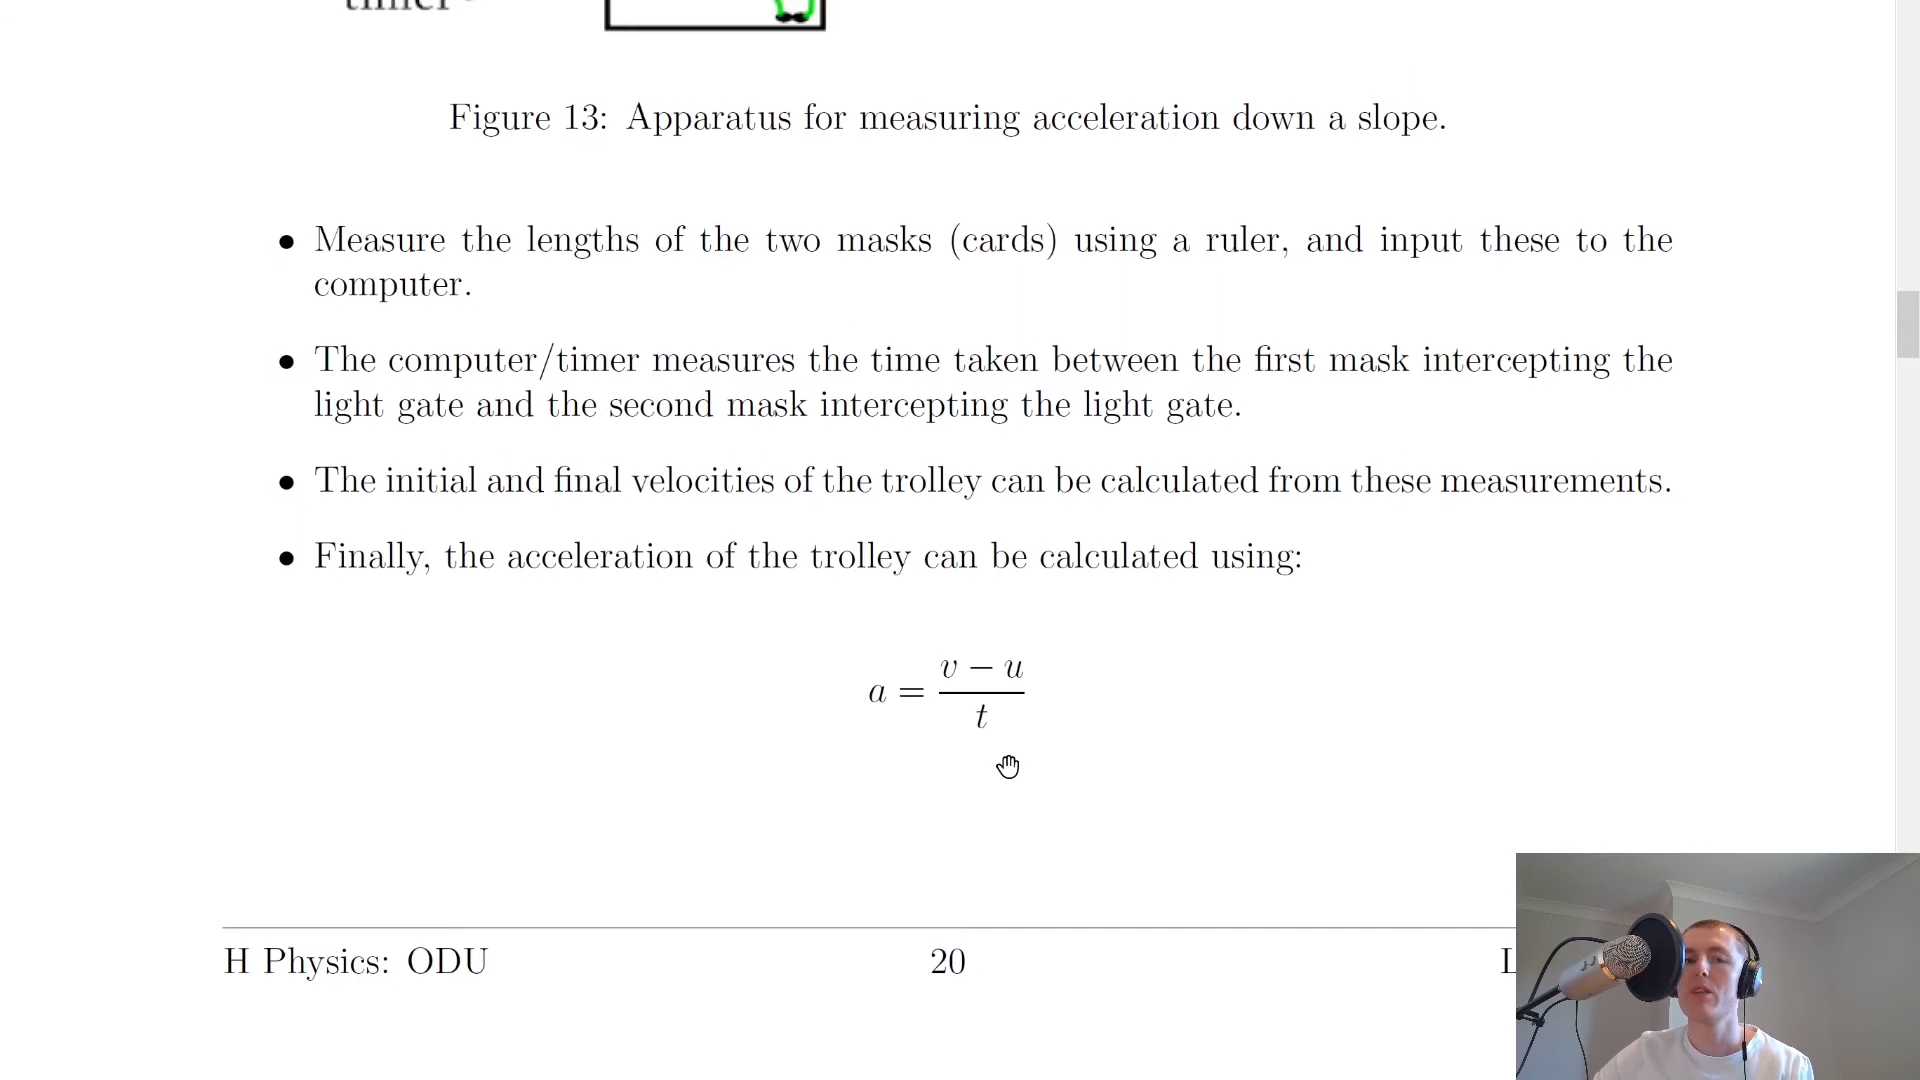 timer
Figure 13: Apparatus for measuring acceleration down a slope.
• Measure the lengths of the two masks (cards) using a ruler, and input these to the
computer.
• The computer/timer measures the time taken between the first mask intercepting the
light gate and the second mask intercepting the light gate.
• The initial and final velocities of the trolley can be calculated from these measurements.
• Finally, the acceleration of the trolley can be calculated using:
a = \frac{v − u}{t}
H Physics: ODU 20